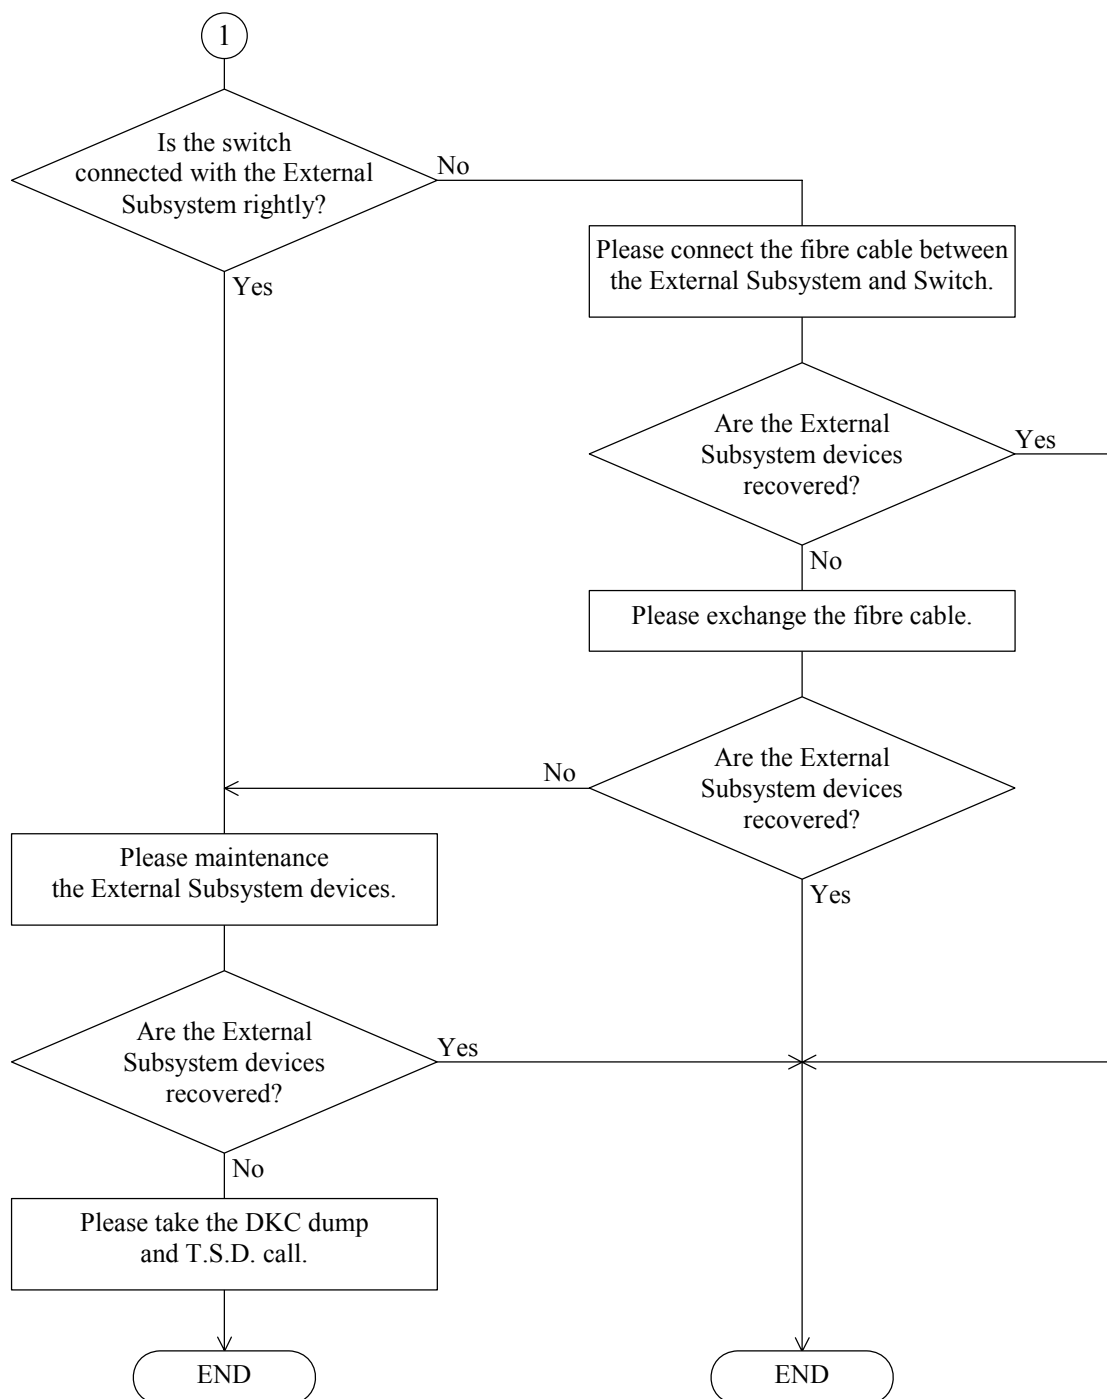 1
Is the switch
connected with the External
Subsystem rightly?
No
Yes
Please connect the fibre cable between
the External Subsystem and Switch.
Are the External
Subsystem devices
recovered?
Yes
No
Please exchange the fibre cable.
Are the External
Subsystem devices
recovered?
No
Yes
Please maintenance
the External Subsystem devices.
Are the External
Subsystem devices
recovered?
Yes
No
Please take the DKC dump
and T.S.D. call.
END
END